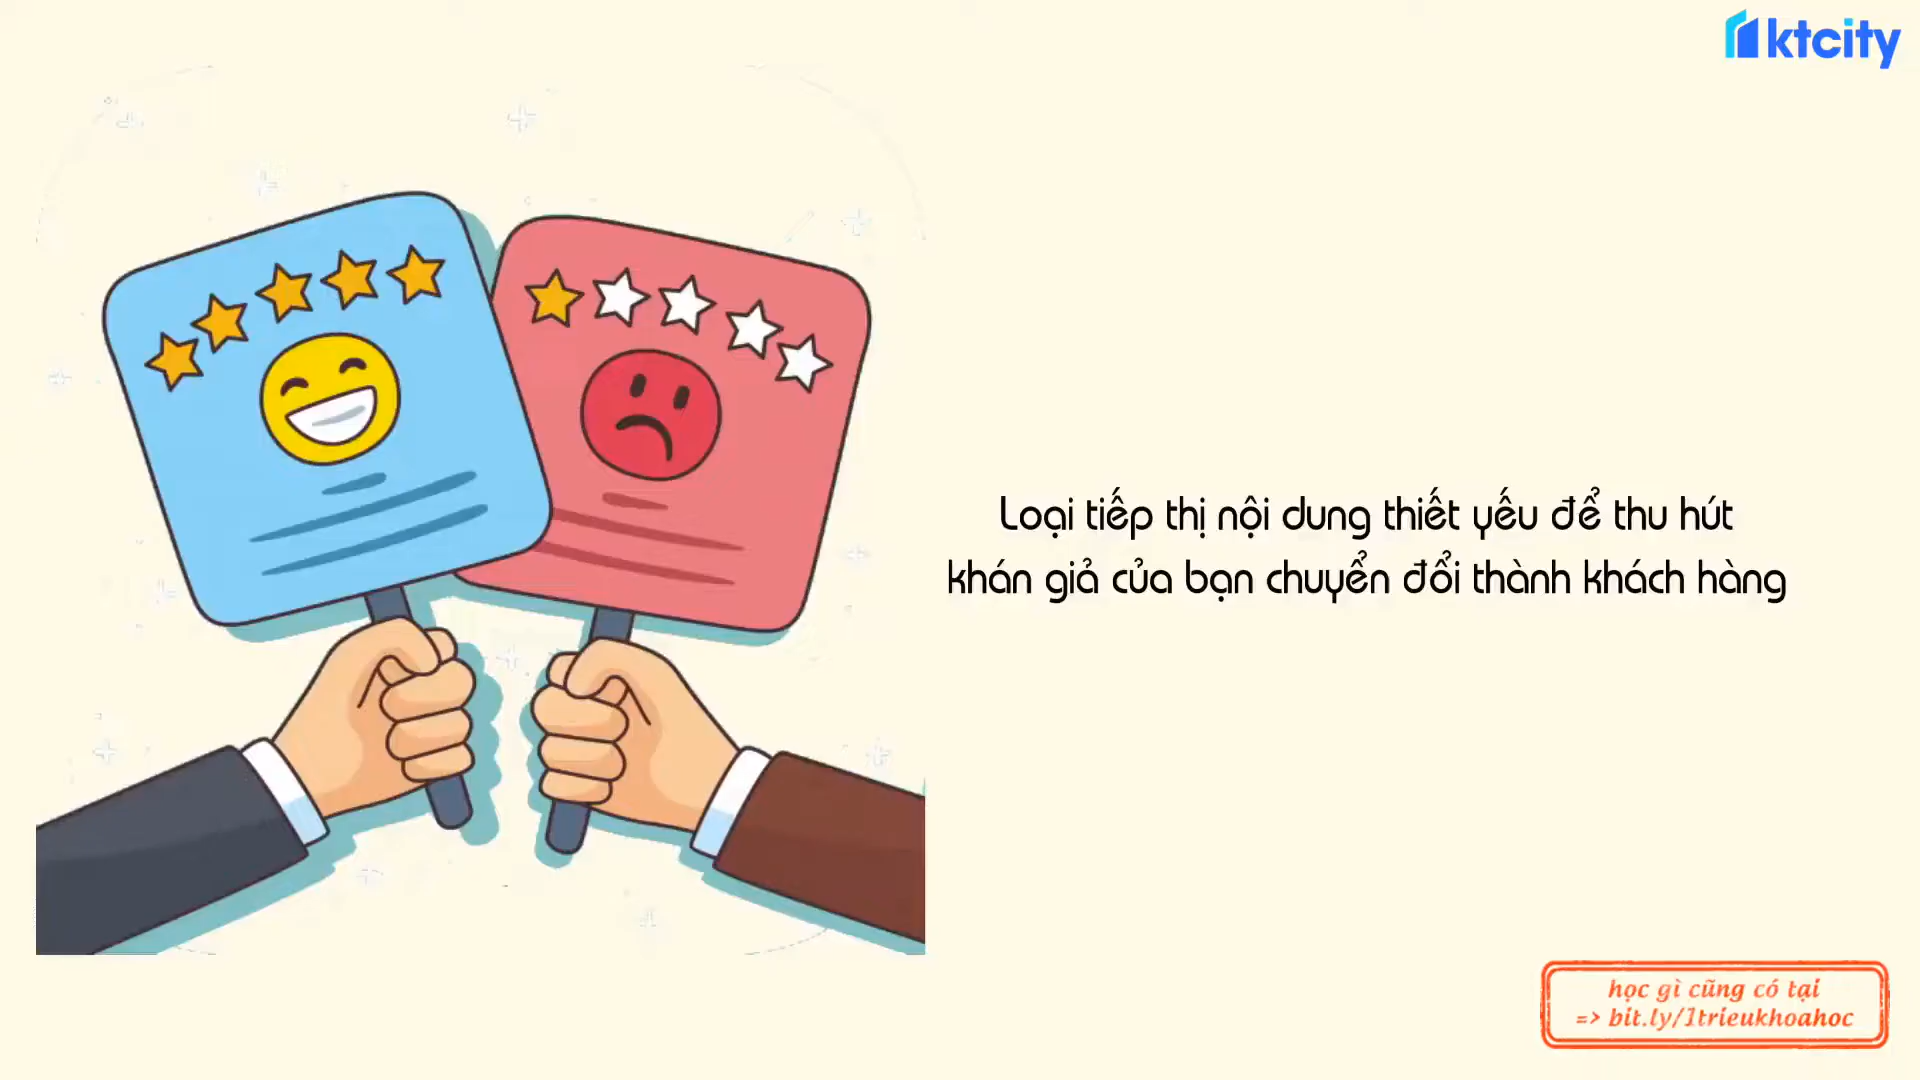 ktcity
Loại tiếp thị nội dung thiết yếu để thu hút
khán giả của bạn chuyển đổi thành khách hàng
học gì cũng có tại
=> bit.ly/1trieukhoahoc